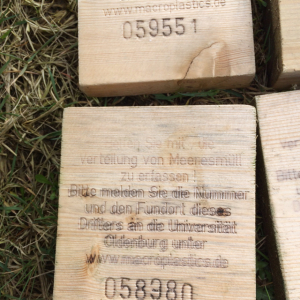 www.macroplastics.de
059551
verteilung von Meeresmüll
zu erfassen
Bitte melden Sie die Nummer
und den Fundort dieses
Drifters an die Universität
Oldenburg unter
www.macroplastics.de
058980